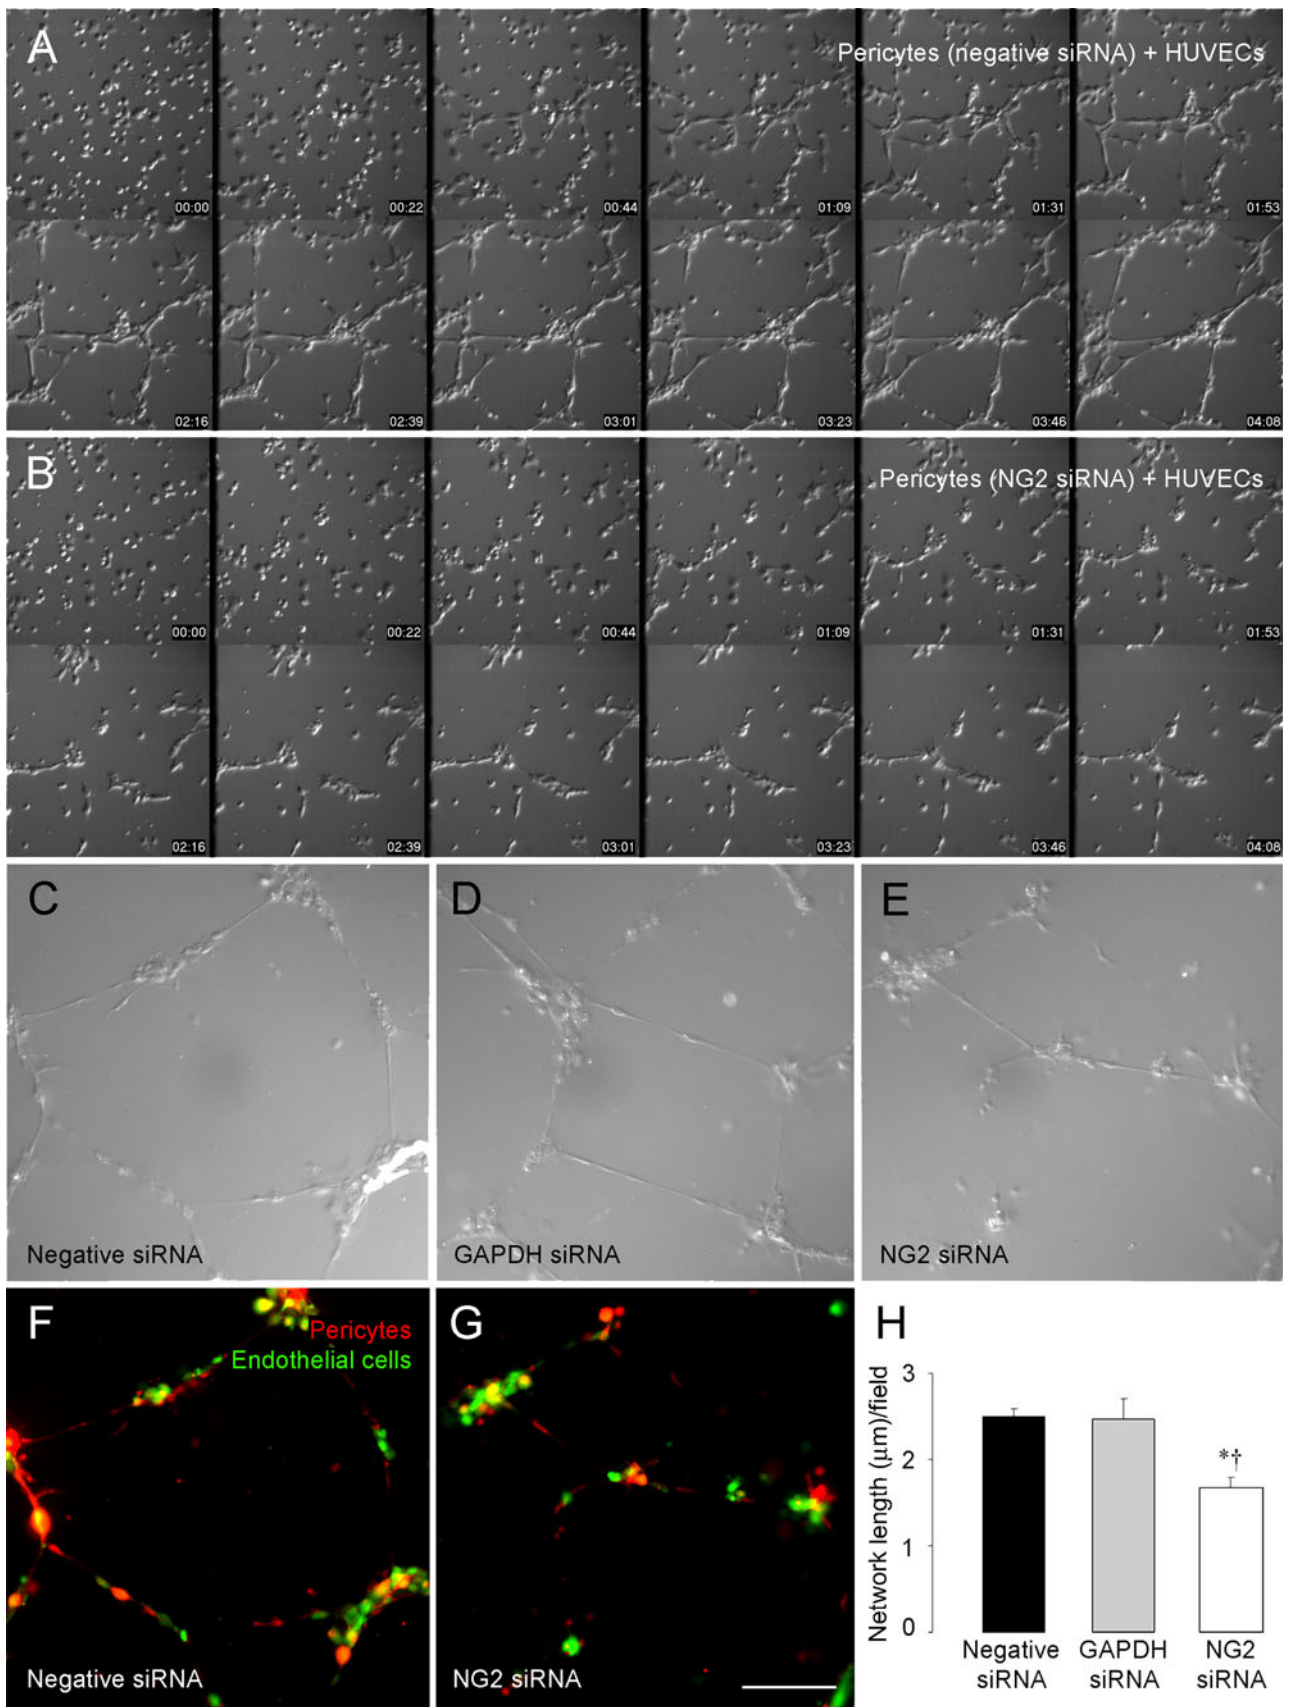 A
Pericytes (negative siRNA) + HUVECs
00:00
00:22
00:44
01:09
01:31
01:53
02:16
02:39
03:01
03:23
03:46
04:08
B
Pericytes (NG2 siRNA) + HUVECs
00:00
00:22
00:44
01:09
01:31
01:53
02:16
02:39
03:01
03:23
03:46
04:08
C
Negative siRNA
D
GAPDH siRNA
E
NG2 siRNA
F
Pericytes
Endothelial cells
Negative siRNA
G
NG2 siRNA
H
Network length (μm)/field
3
2
1
0
*†
Negative
siRNA
GAPDH
siRNA
NG2
siRNA